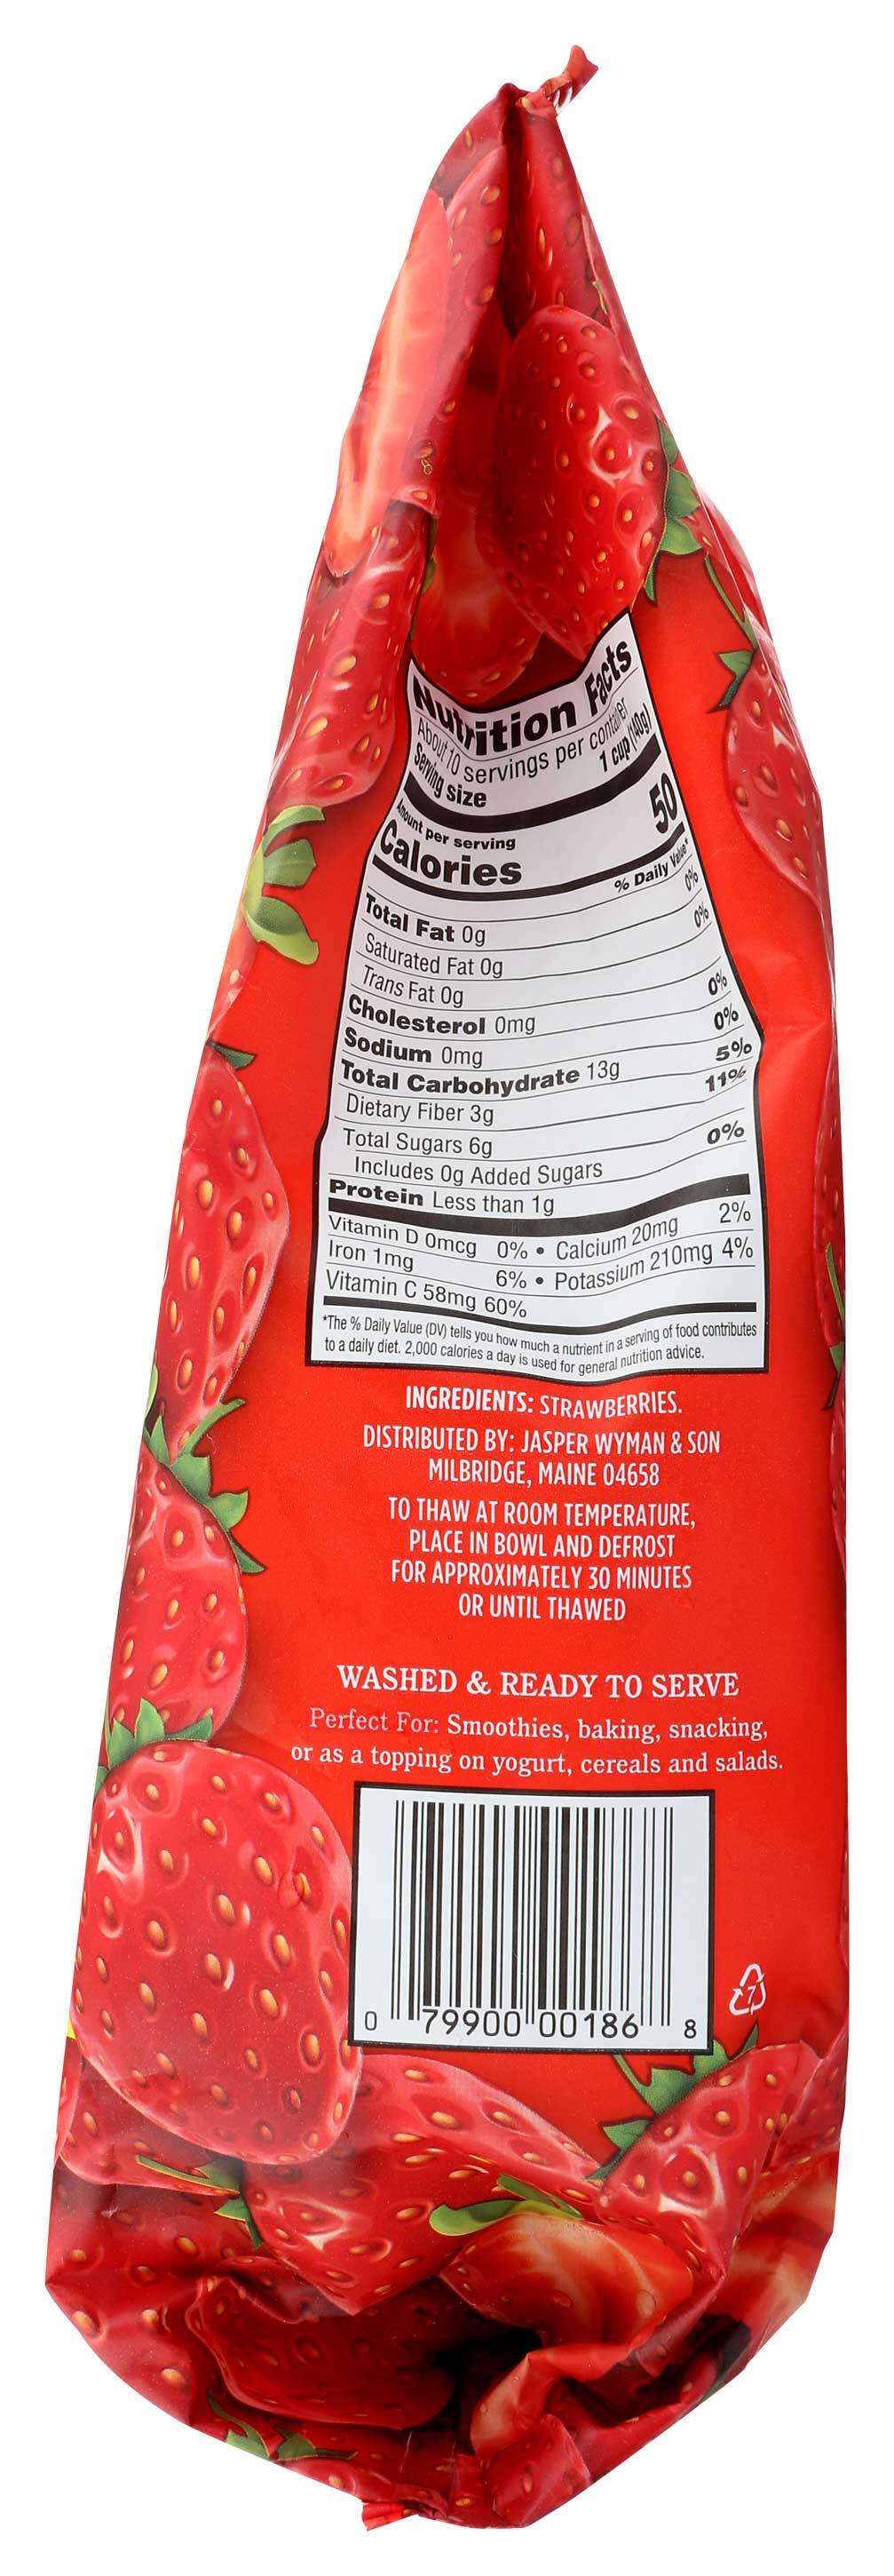 Nutrition Facts
About 10 servings per container
Serving size 1 cup (140g)
Amount per serving
Calories 50
% Daily Value*
Total Fat 0g 0%
Saturated Fat 0g 0%
Trans Fat 0g
Cholesterol 0mg 0%
Sodium 0mg 0%
Total Carbohydrate 13g 5%
Dietary Fiber 3g 11%
Total Sugars 6g
Includes 0g Added Sugars 0%
Protein Less than 1g
Vitamin D 0mcg 0% • Calcium 20mg 2%
Iron 1mg 6% • Potassium 210mg 4%
Vitamin C 58mg 60%
*The % Daily Value (DV) tells you how much a nutrient in a serving of food contributes
to a daily diet. 2,000 calories a day is used for general nutrition advice.
INGREDIENTS: STRAWBERRIES.
DISTRIBUTED BY: JASPER WYMAN & SON
MILBRIDGE, MAINE 04658
TO THAW AT ROOM TEMPERATURE,
PLACE IN BOWL AND DEFROST
FOR APPROXIMATELY 30 MINUTES
OR UNTIL THAWED
WASHED & READY TO SERVE
Perfect For: Smoothies, baking, snacking,
or as a topping on yogurt, cereals and salads.
0 79900 00186 8
7